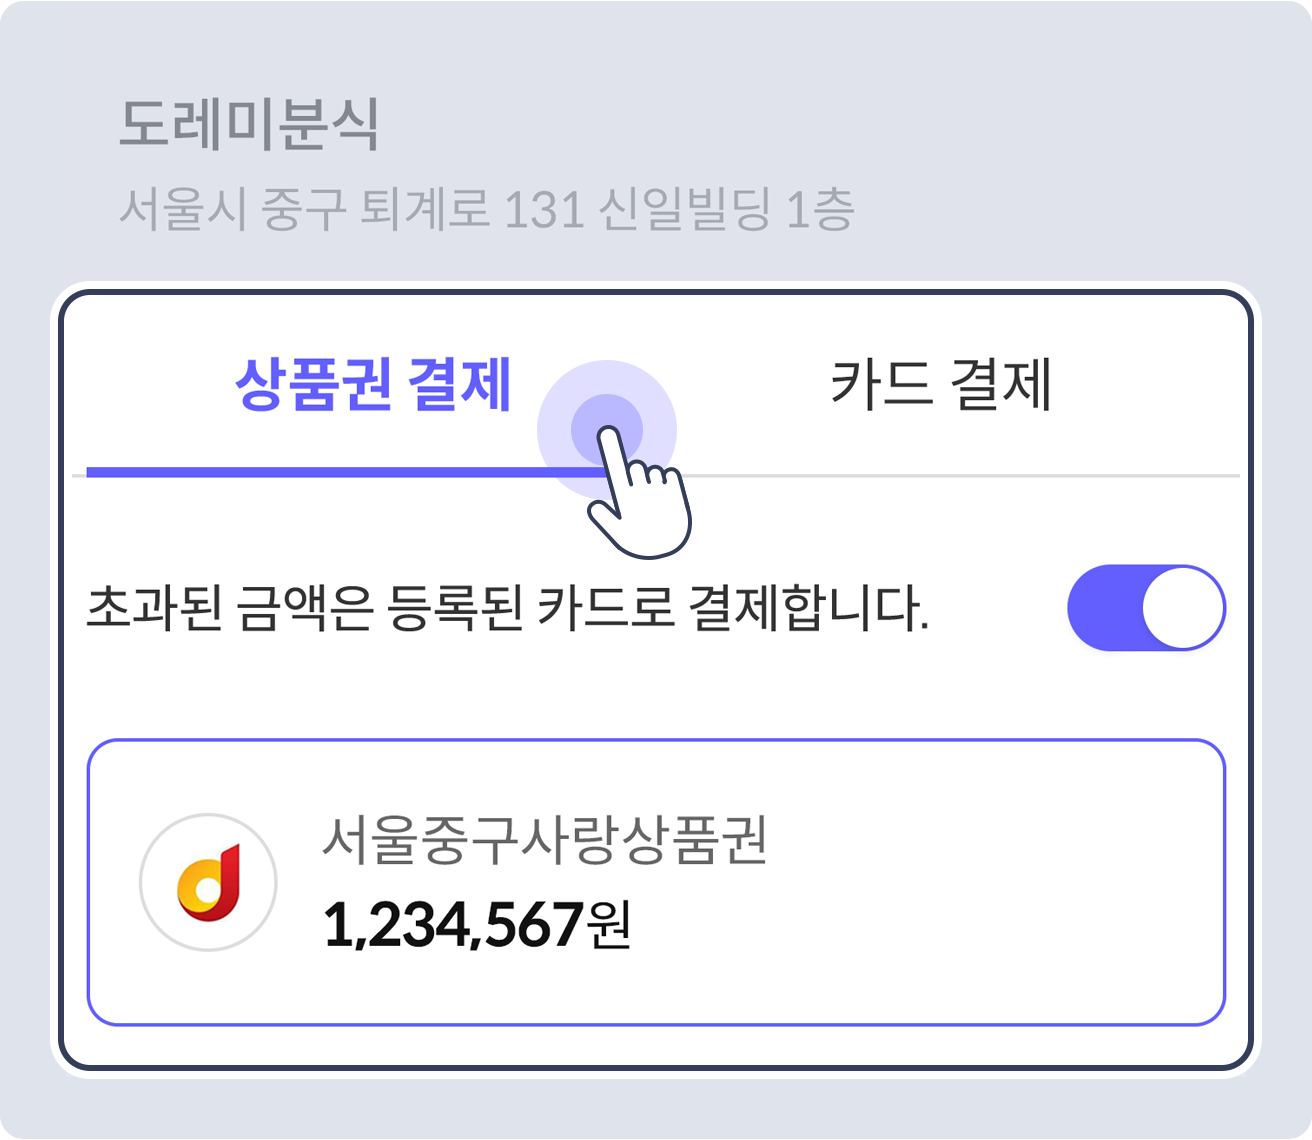 도레미분식
서울시 중구 퇴계로 131 신일빌딩 1층
상품권 결제
카드 결제
초과된 금액은 등록된 카드로 결제합니다.
서울중구사랑상품권
1,234,567원